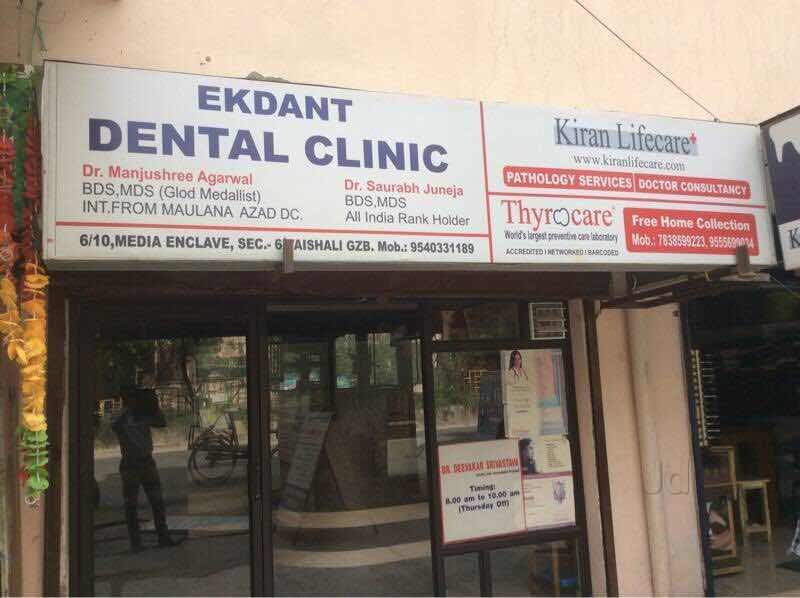 EKDANT
DENTAL CLINIC
Dr. Manjushree Agarwal
BDS,MDS (Glod Medallist)
INT.FROM MAULANA AZAD DC.
Dr. Saurabh Juneja
BDS,MDS
All India Rank Holder
6/10,MEDIA ENCLAVE, SEC.- 6 VAISHALI GZB. Mob.: 9540331189
Kiran Lifecare
www.kiranlifecare.com
PATHOLOGY SERVICES DOCTOR CONSULTANCY
Thyrocare
World's largest preventive care laboratory
ACCREDITED I NETWORKED I BARCODED
Free Home Collection
Mob.: 7838599223,
DR. DEEVAKAR SRIVASTAVA
Timing:
8.00 am to 10.00 am
(Thursday Off)